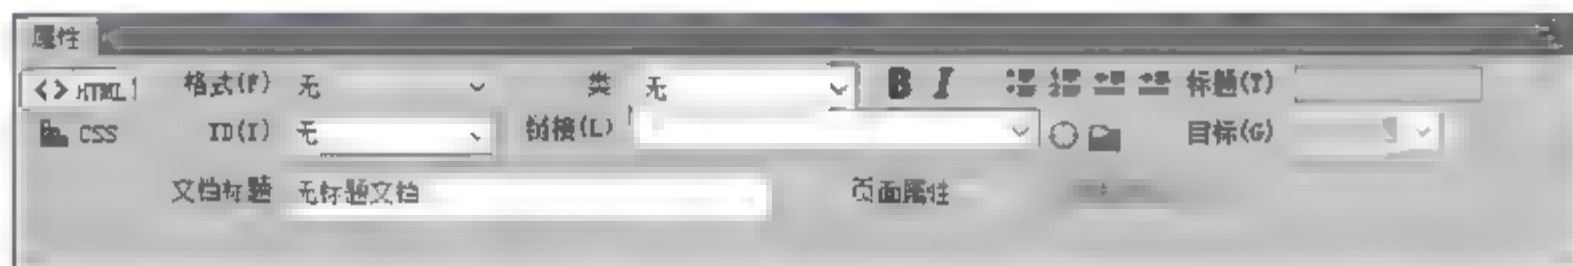 属性
<> HTML 格式(F) 无 类 无 B I 标题(T)
CSS ID(I) 无 链接(L) 目标(G)
文档标题 无标题文档 页面属性